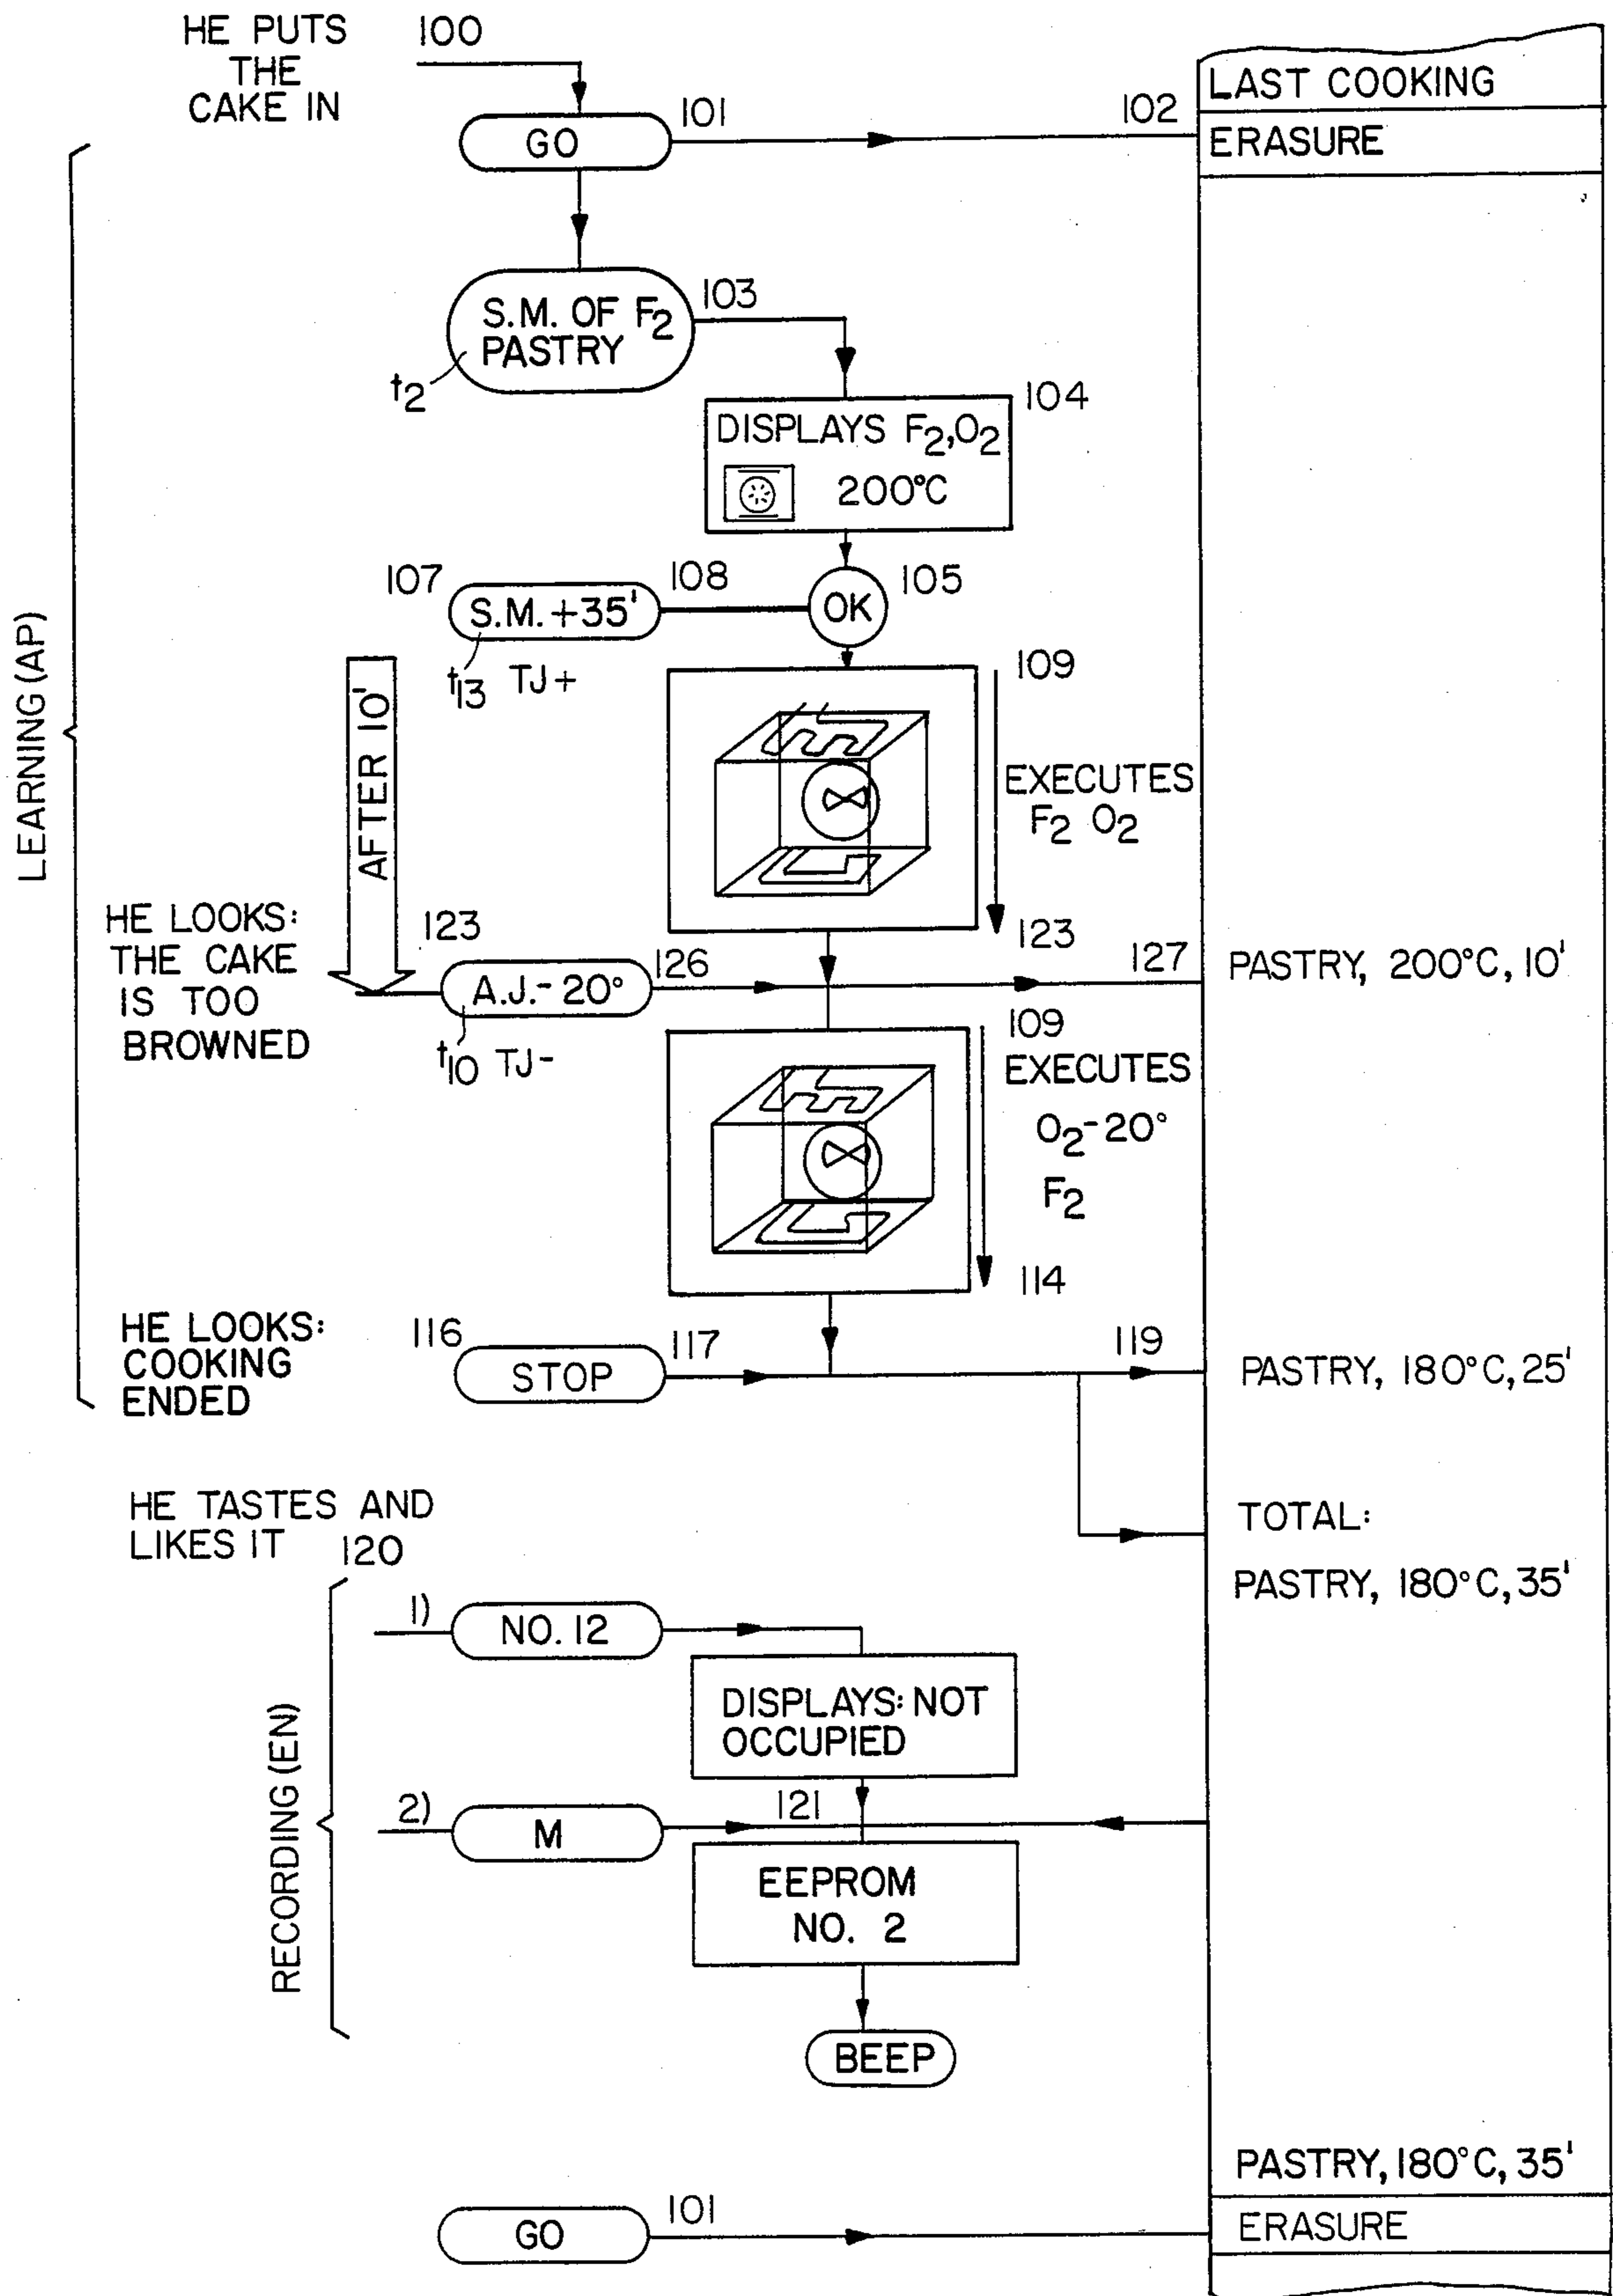 HE PUTS
THE
CAKE IN
100
LAST COOKING
GO
101
102
ERASURE
S.M. OF F2
PASTRY
103
t2
104
DISPLAYS F2,O2
200°C
LEARNING (AP)
107
S.M. +35'
108
OK
105
t13 TJ+
AFTER 10'
109
EXECUTES
F2 O2
123
HE LOOKS:
THE CAKE
IS TOO
BROWNED
123
A.J.-20°
126
127
PASTRY, 200°C, 10'
t10 TJ-
109
EXECUTES
O2-20°
F2
114
HE LOOKS:
COOKING
ENDED
116
STOP
117
119
PASTRY, 180°C, 25'
HE TASTES AND
LIKES IT
120
TOTAL:
PASTRY, 180°C, 35'
RECORDING (EN)
1)
NO. 12
DISPLAYS: NOT
OCCUPIED
2)
M
121
EEPROM
NO. 2
BEEP
PASTRY, 180°C, 35'
GO
101
ERASURE